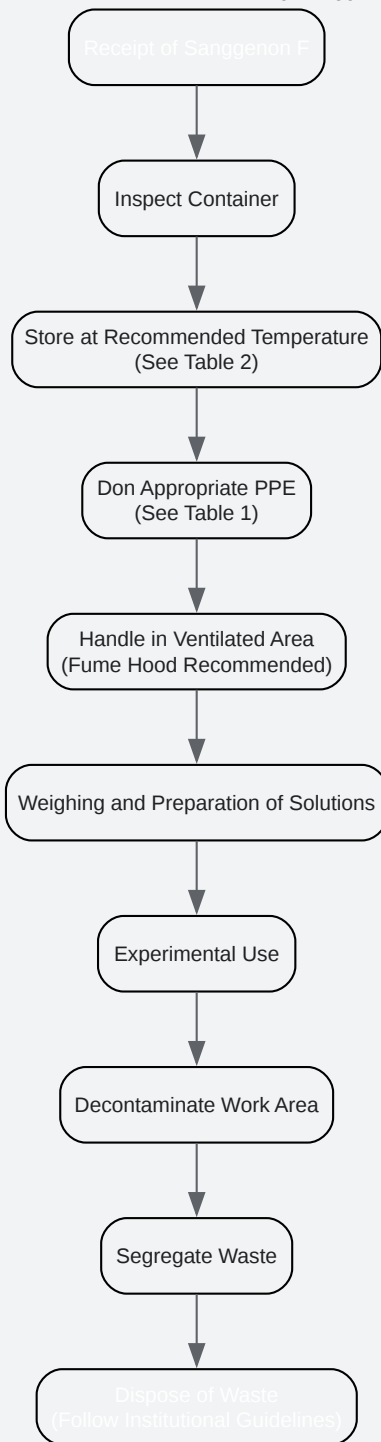 Receipt of Sanggenon F
Inspect Container
Store at Recommended Temperature
(See Table 2)
Don Appropriate PPE
(See Table 1)
Handle in Ventilated Area
(Fume Hood Recommended)
Weighing and Preparation of Solutions
Experimental Use
Decontaminate Work Area
Segregate Waste
Dispose of Waste
(Follow Institutional Guidelines)